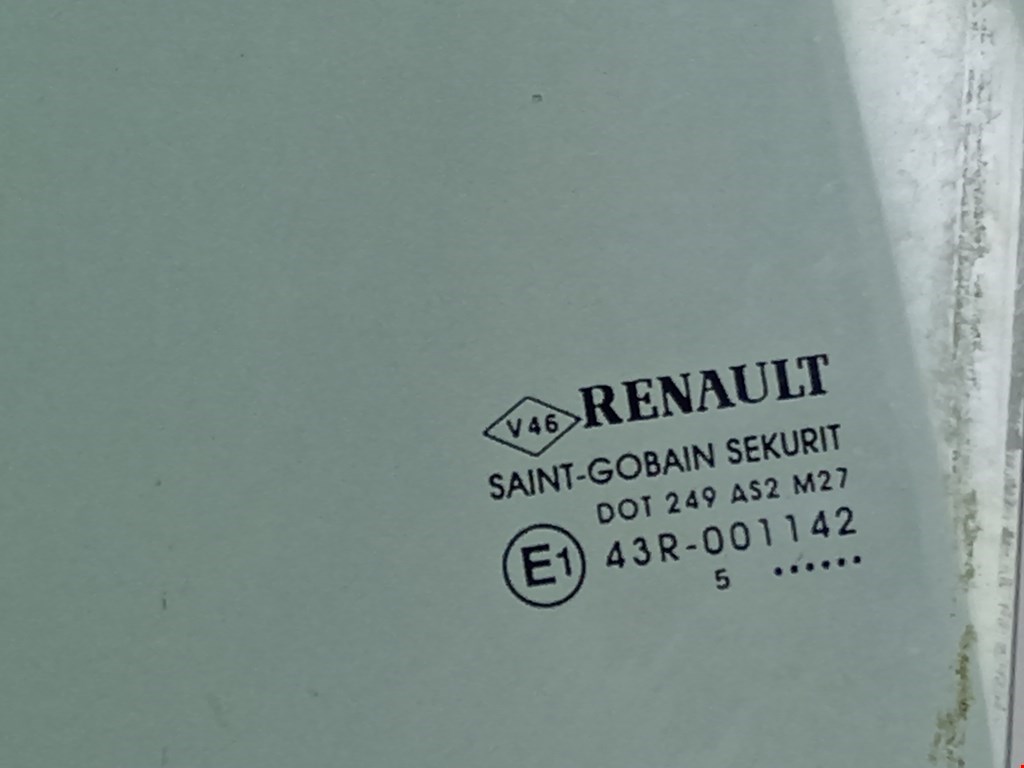 V46 RENAULT
SAINT-GOBAIN SEKURIT
DOT 249 AS2 M27
E1 43R-001142
5 ......